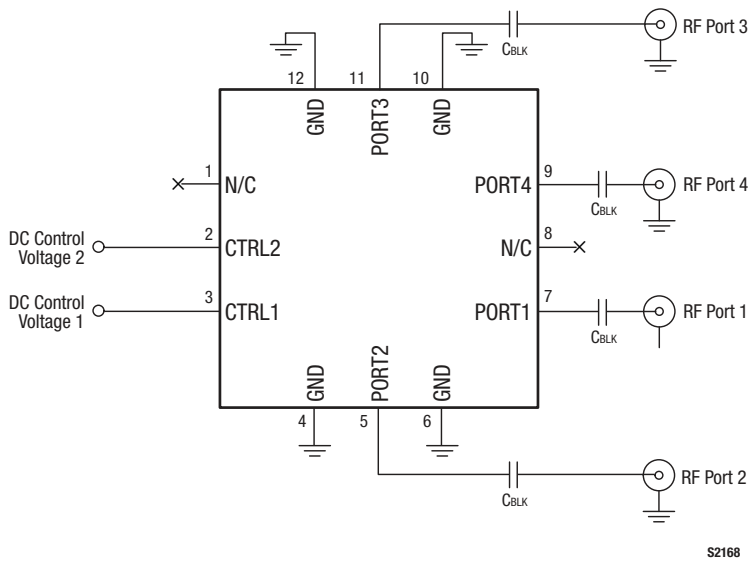 CBLK
RF Port 3
12
11
10
GND
PORT3
GND
1
N/C
PORT4
9
CBLK
RF Port 4
DC Control
Voltage 2
2
CTRL2
N/C
8
DC Control
Voltage 1
3
CTRL1
PORT1
7
CBLK
RF Port 1
GND
PORT2
GND
4
5
6
CBLK
RF Port 2
S2168